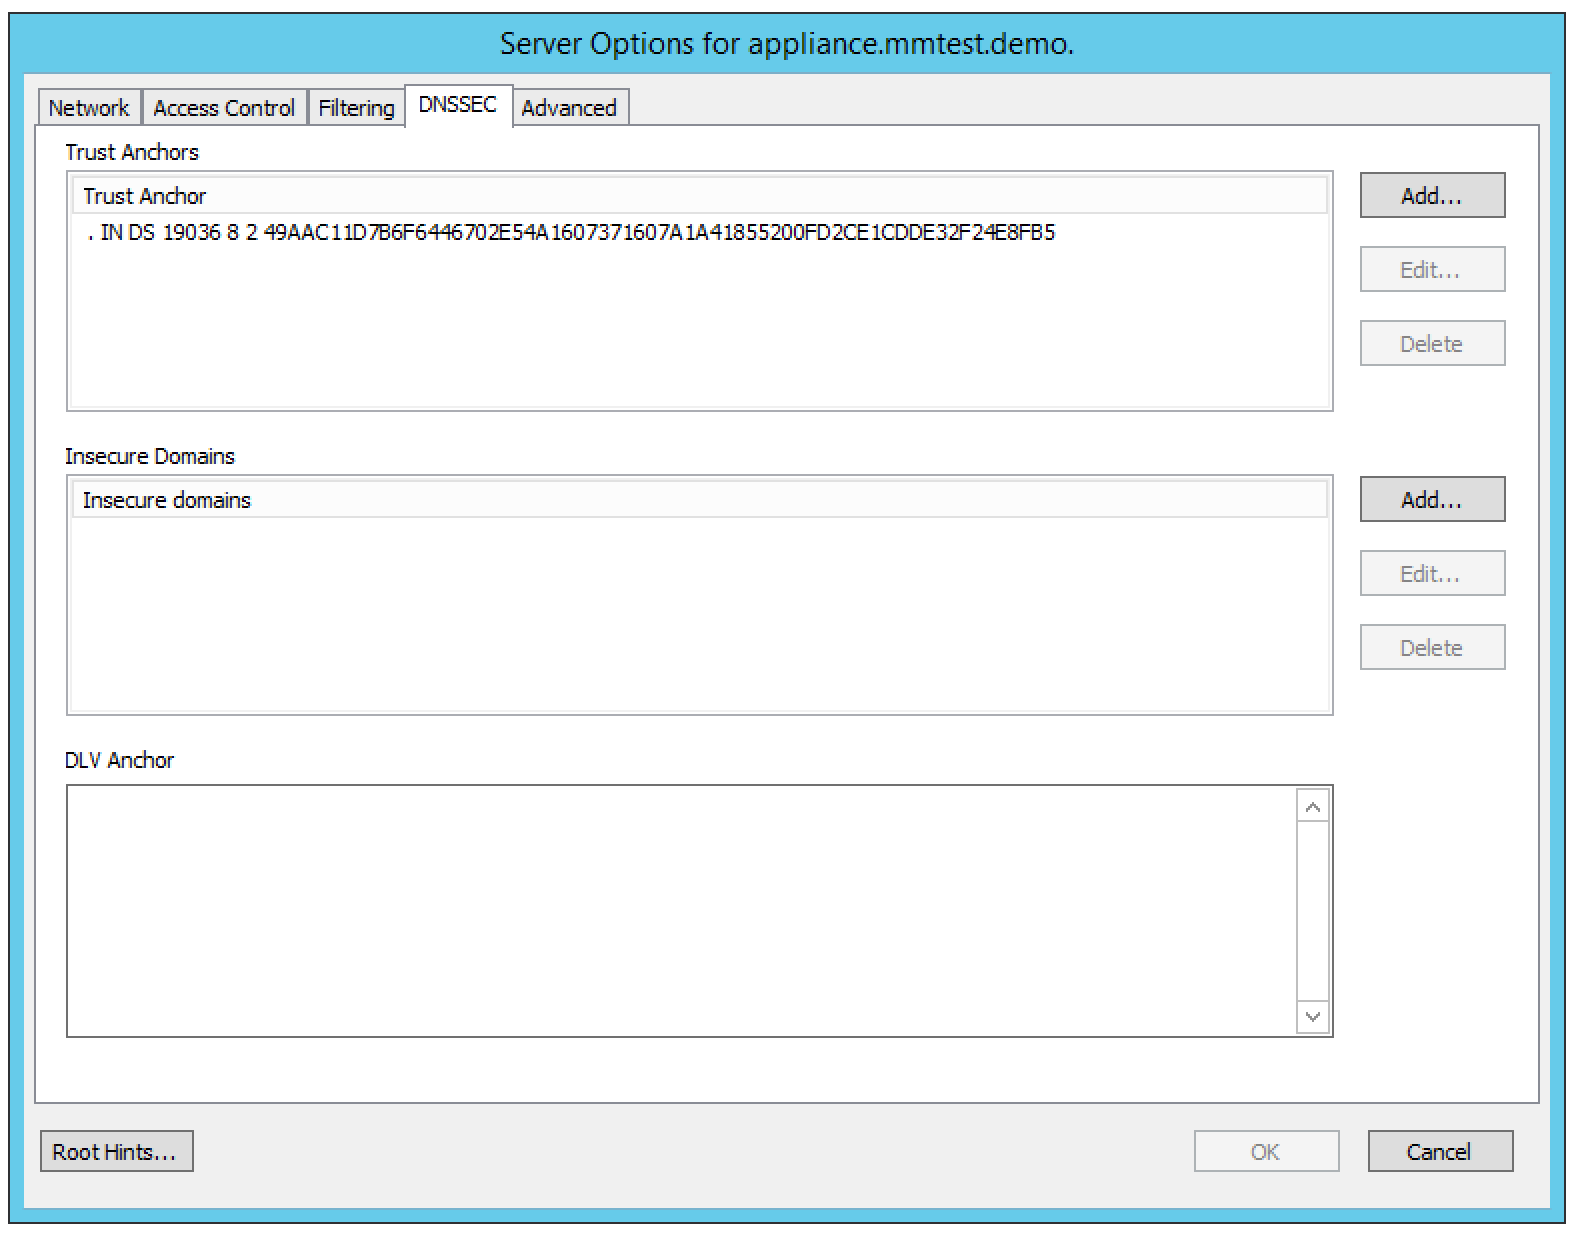 Server Options for appliance.mmtest.demo.
Network Access Control Filtering DNSSEC Advanced
Trust Anchors
Trust Anchor
. IN DS 19036 8 2 49AAC11D7B6F6446702E54A1607371607A1A41855200FD2CE1CDDE32F24E8FB5
Add...
Edit...
Delete
Insecure Domains
Insecure domains
Add...
Edit...
Delete
DLV Anchor
Root Hints... OK Cancel